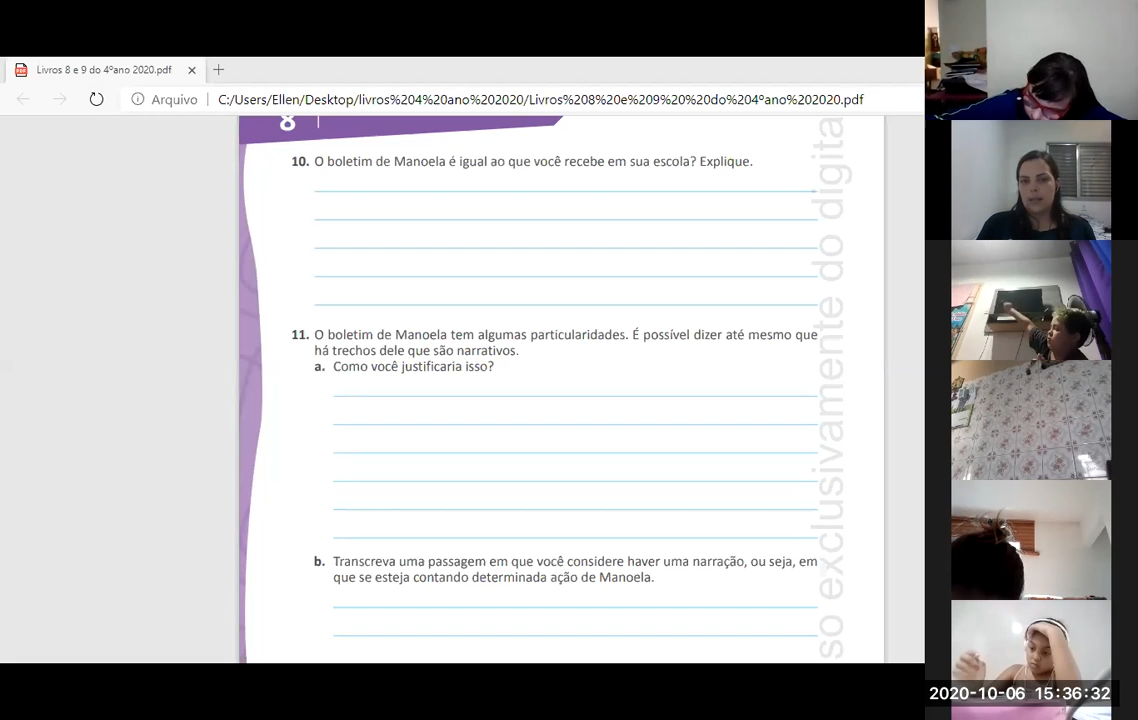 Livros 8 e 9 do 4ºano 2020.pdf
Arquivo
C:/Users/Ellen/Desktop/livros%204%20ano%202020/Livros%208%20e%209%20%20do%204ºano%202020.pdf
8
10. O boletim de Manoela é igual ao que você recebe em sua escola? Explique.
11. O boletim de Manoela tem algumas particularidades. É possível dizer até mesmo que
há trechos dele que são narrativos.
a. Como você justificaria isso?
b. Transcreva uma passagem em que você considere haver uma narração, ou seja, em
que se esteja contando determinada ação de Manoela.
so exclusivamente do digita
2020-10-06 15:36:32